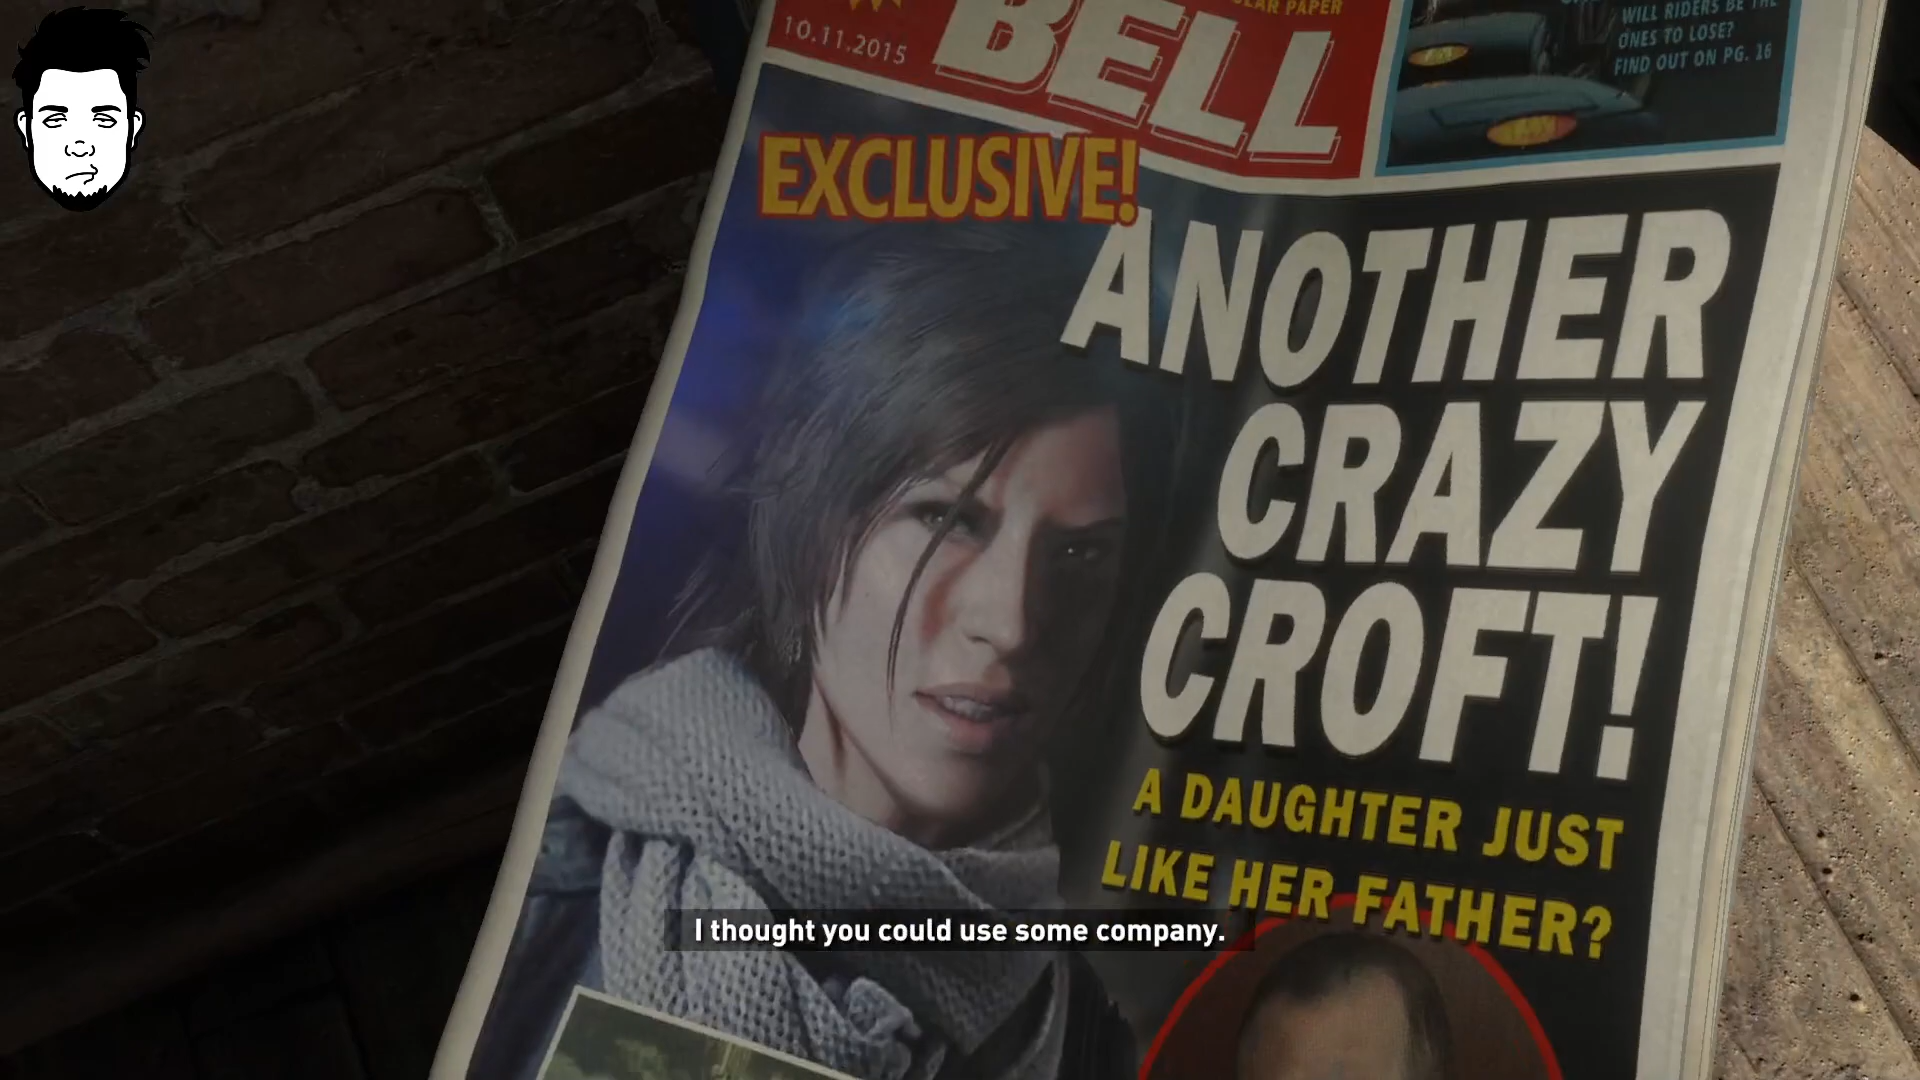 PAPER
10.11.2015
BELL
WILL RIDERS BE THE
ONES TO LOSE?
FIND OUT ON PG. 16
EXCLUSIVE!
ANOTHER
CRAZY
CROFT!
A DAUGHTER JUST
LIKE HER FATHER?
I thought you could use some company.